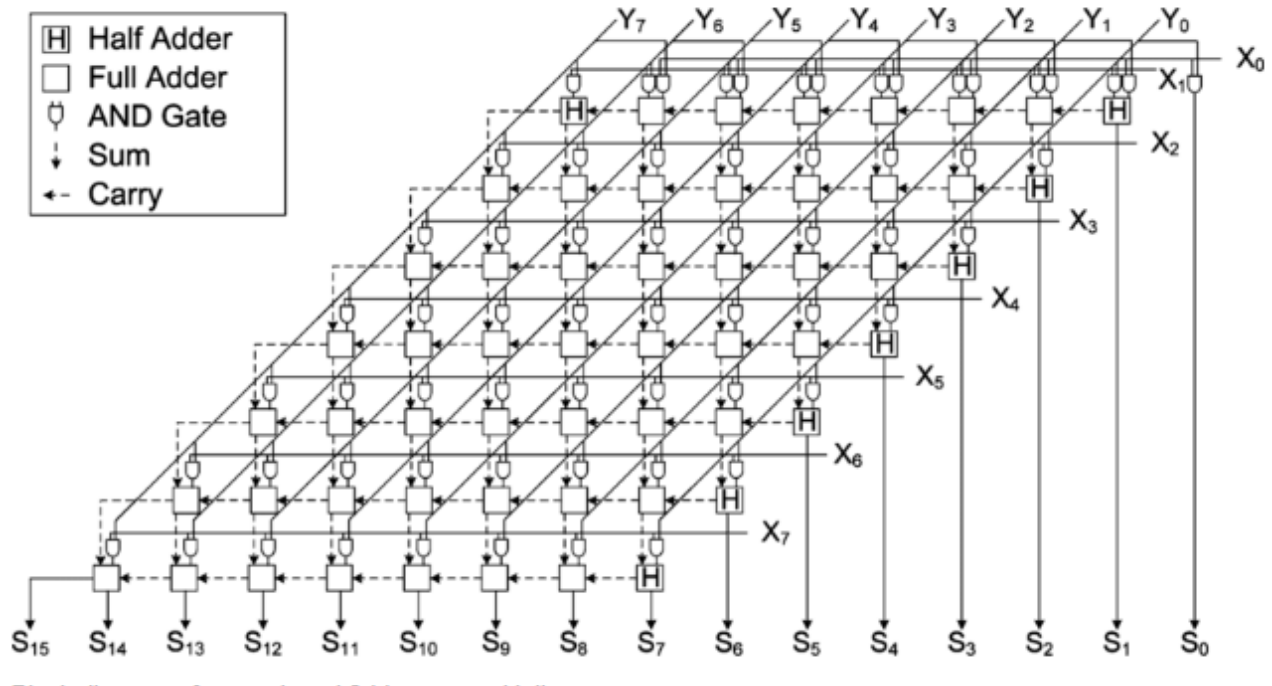 Y₇ Y₆ Y₅ Y₄ Y₃ Y₂ Y₁ Y₀
H Half Adder
Full Adder
AND Gate
Sum
Carry
X₀
X₁
H H
X₂
H
X₃
H
X₄
H
X₅
H
X₆
H
X₇
H
S₁₅ S₁₄ S₁₃ S₁₂ S₁₁ S₁₀ S₉ S₈ S₇ S₆ S₅ S₄ S₃ S₂ S₁ S₀